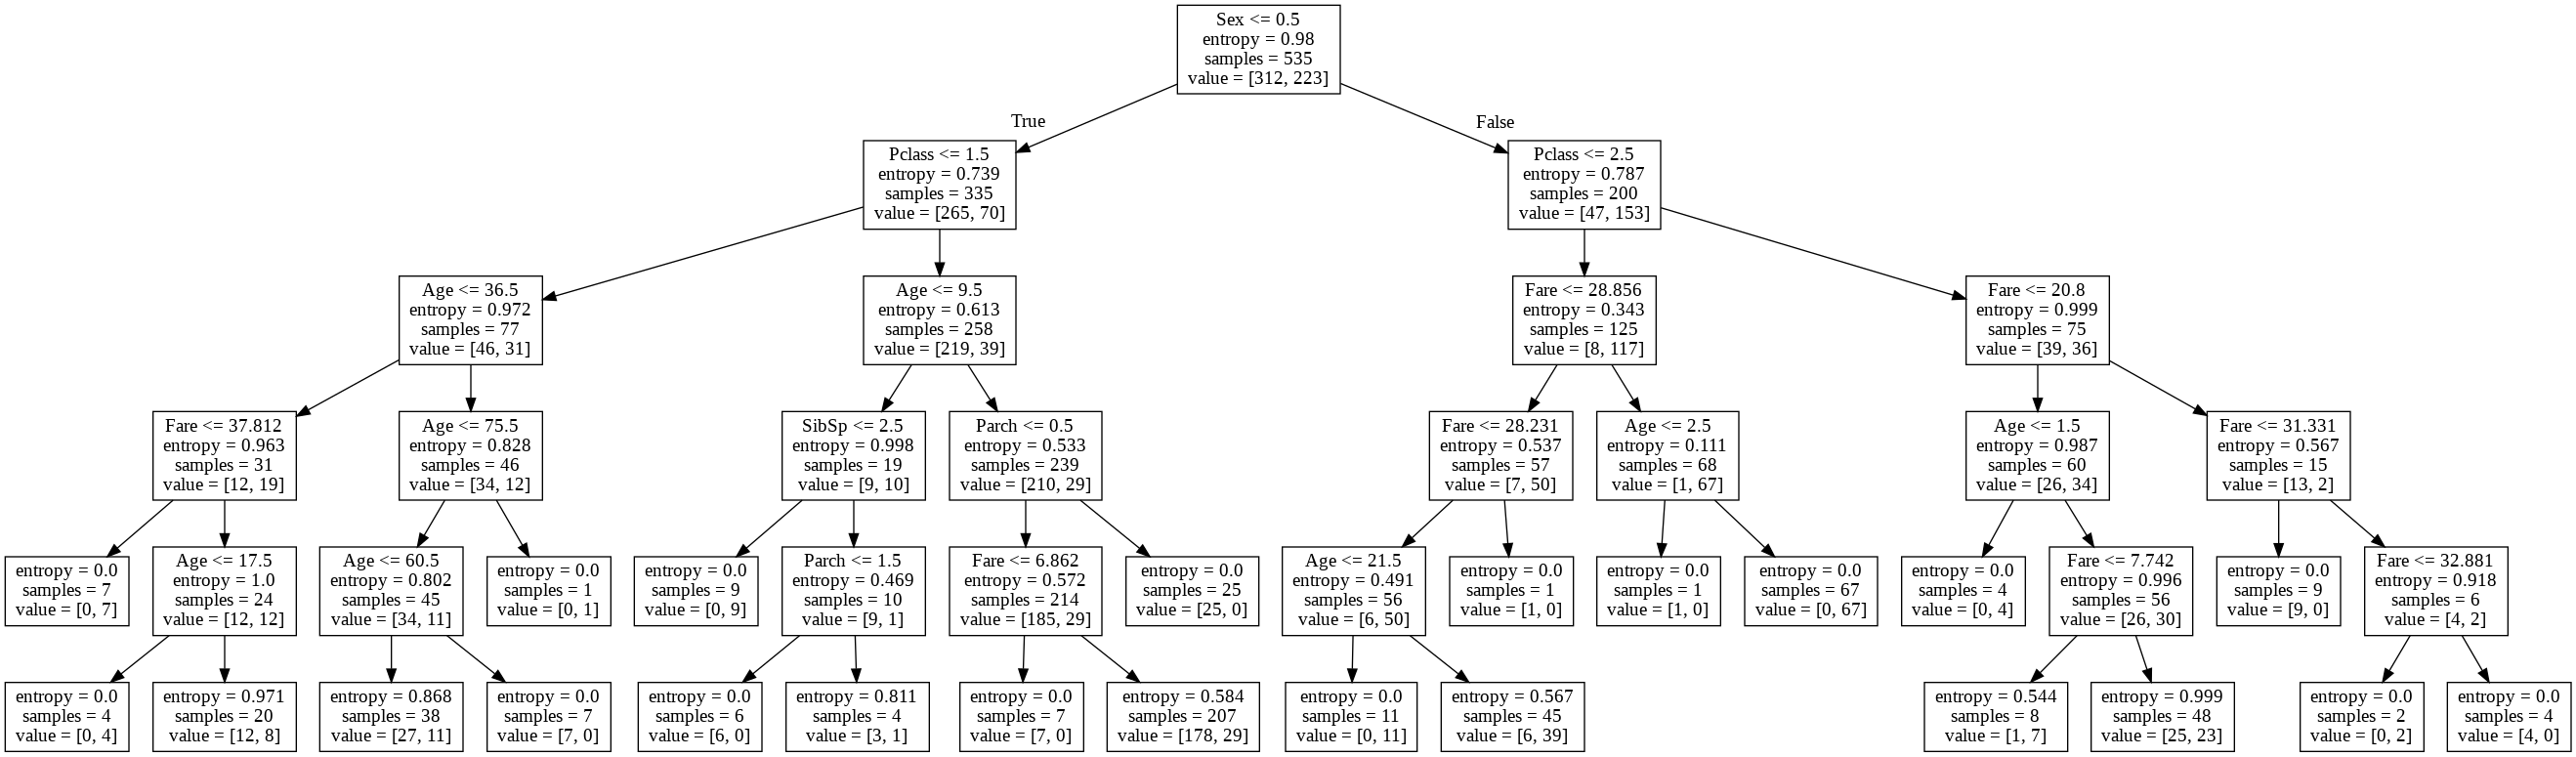 Sex <= 0.5
entropy = 0.98
samples = 535
value = [312, 223]
True
False
Pclass <= 1.5
entropy = 0.739
samples = 335
value = [265, 70]
Pclass <= 2.5
entropy = 0.787
samples = 200
value = [47, 153]
Age <= 36.5
entropy = 0.972
samples = 77
value = [46, 31]
Age <= 9.5
entropy = 0.613
samples = 258
value = [219, 39]
Fare <= 28.856
entropy = 0.343
samples = 125
value = [8, 117]
Fare <= 20.8
entropy = 0.999
samples = 75
value = [39, 36]
Fare <= 37.812
entropy = 0.963
samples = 31
value = [12, 19]
Age <= 75.5
entropy = 0.828
samples = 46
value = [34, 12]
SibSp <= 2.5
entropy = 0.998
samples = 19
value = [9, 10]
Parch <= 0.5
entropy = 0.533
samples = 239
value = [210, 29]
Fare <= 28.231
entropy = 0.537
samples = 57
value = [7, 50]
Age <= 2.5
entropy = 0.111
samples = 68
value = [1, 67]
Age <= 1.5
entropy = 0.987
samples = 60
value = [26, 34]
Fare <= 31.331
entropy = 0.567
samples = 15
value = [13, 2]
entropy = 0.0
samples = 7
value = [0, 7]
Age <= 17.5
entropy = 1.0
samples = 24
value = [12, 12]
Age <= 60.5
entropy = 0.802
samples = 45
value = [34, 11]
entropy = 0.0
samples = 1
value = [0, 1]
entropy = 0.0
samples = 9
value = [0, 9]
Parch <= 1.5
entropy = 0.469
samples = 10
value = [9, 1]
Fare <= 6.862
entropy = 0.572
samples = 214
value = [185, 29]
entropy = 0.0
samples = 25
value = [25, 0]
Age <= 21.5
entropy = 0.491
samples = 56
value = [6, 50]
entropy = 0.0
samples = 1
value = [1, 0]
entropy = 0.0
samples = 1
value = [1, 0]
entropy = 0.0
samples = 67
value = [0, 67]
entropy = 0.0
samples = 4
value = [0, 4]
Fare <= 7.742
entropy = 0.996
samples = 56
value = [26, 30]
entropy = 0.0
samples = 9
value = [9, 0]
Fare <= 32.881
entropy = 0.918
samples = 6
value = [4, 2]
entropy = 0.0
samples = 4
value = [0, 4]
entropy = 0.971
samples = 20
value = [12, 8]
entropy = 0.868
samples = 38
value = [27, 11]
entropy = 0.0
samples = 7
value = [7, 0]
entropy = 0.0
samples = 6
value = [6, 0]
entropy = 0.811
samples = 4
value = [3, 1]
entropy = 0.0
samples = 7
value = [7, 0]
entropy = 0.584
samples = 207
value = [178, 29]
entropy = 0.0
samples = 11
value = [0, 11]
entropy = 0.567
samples = 45
value = [6, 39]
entropy = 0.544
samples = 8
value = [1, 7]
entropy = 0.999
samples = 48
value = [25, 23]
entropy = 0.0
samples = 2
value = [0, 2]
entropy = 0.0
samples = 4
value = [4, 0]